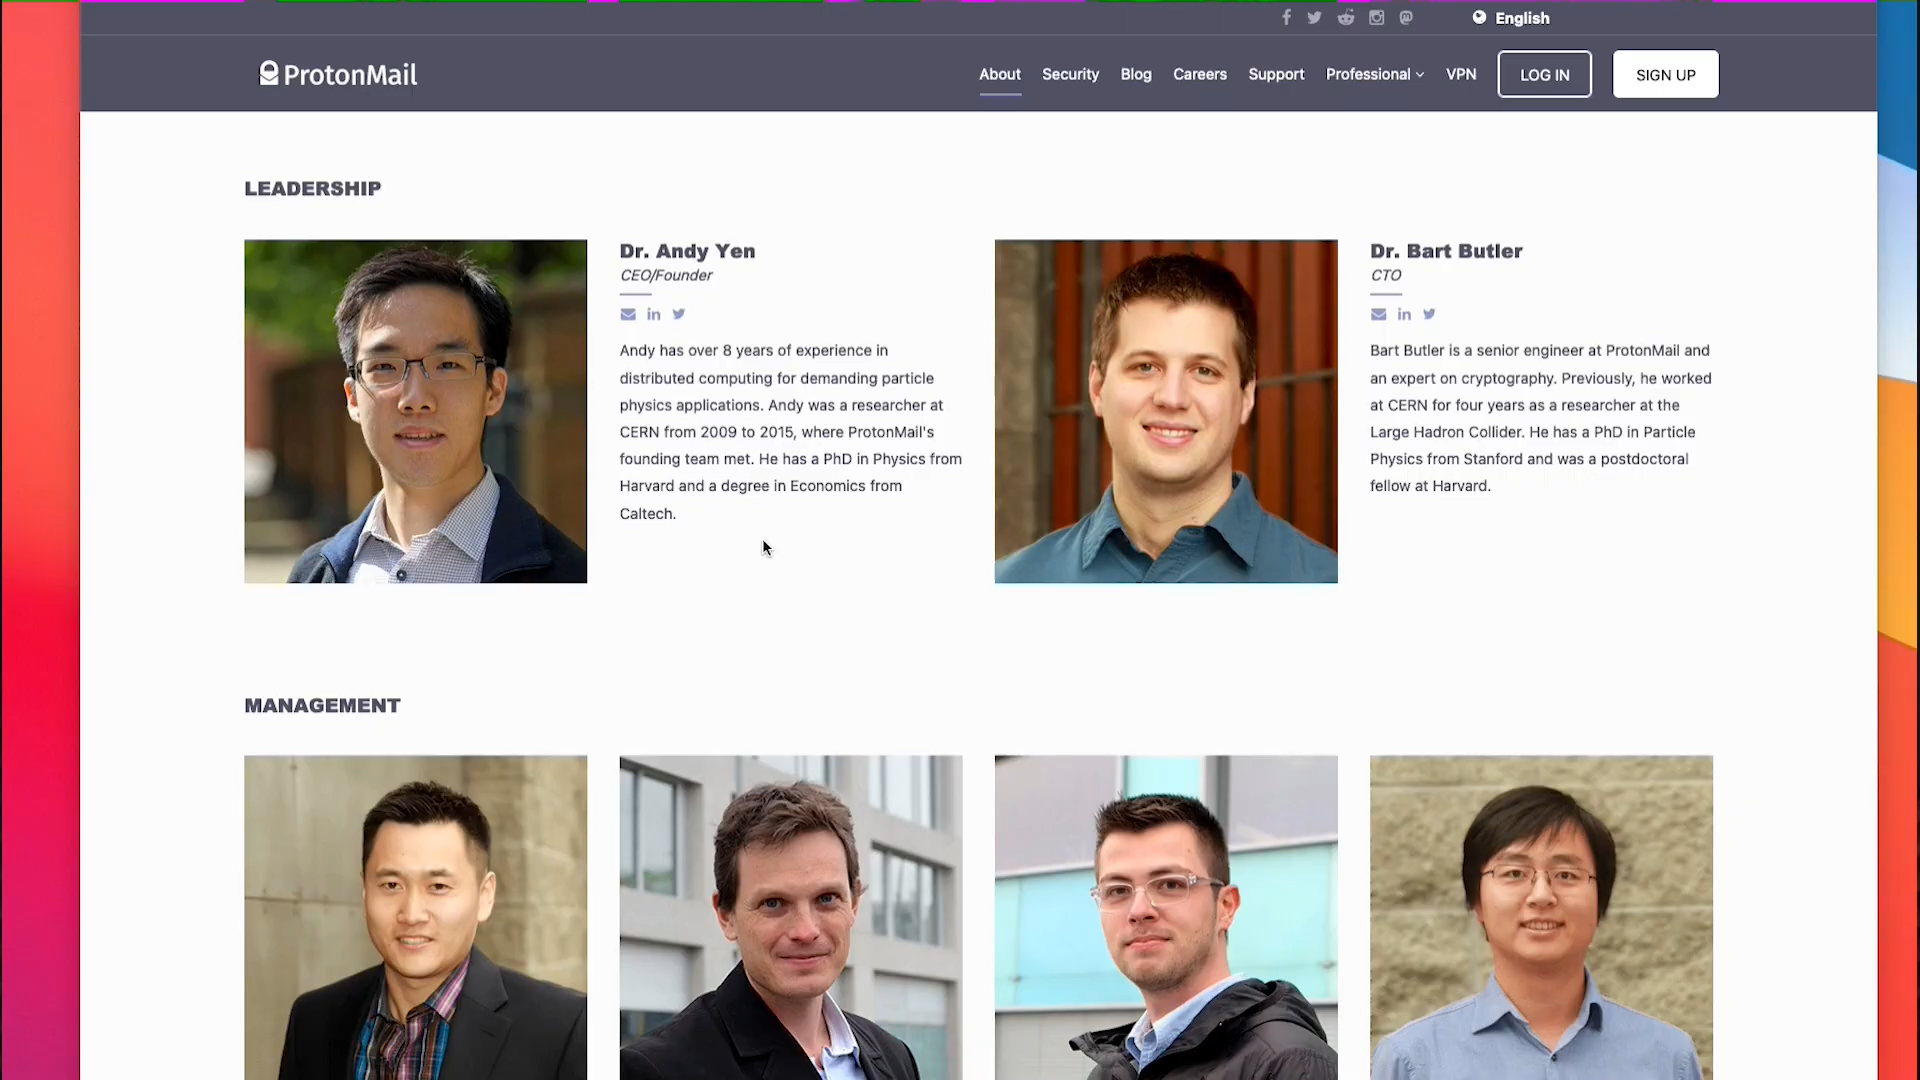 English
ProtonMail
About Security Blog Careers Support Professional VPN LOG IN SIGN UP
LEADERSHIP
Dr. Andy Yen
CEO/Founder
Andy has over 8 years of experience in
distributed computing for demanding particle
physics applications. Andy was a researcher at
CERN from 2009 to 2015, where ProtonMail's
founding team met. He has a PhD in Physics from
Harvard and a degree in Economics from
Caltech.
Dr. Bart Butler
CTO
Bart Butler is a senior engineer at ProtonMail and
an expert on cryptography. Previously, he worked
at CERN for four years as a researcher at the
Large Hadron Collider. He has a PhD in Particle
Physics from Stanford and was a postdoctoral
fellow at Harvard.
MANAGEMENT